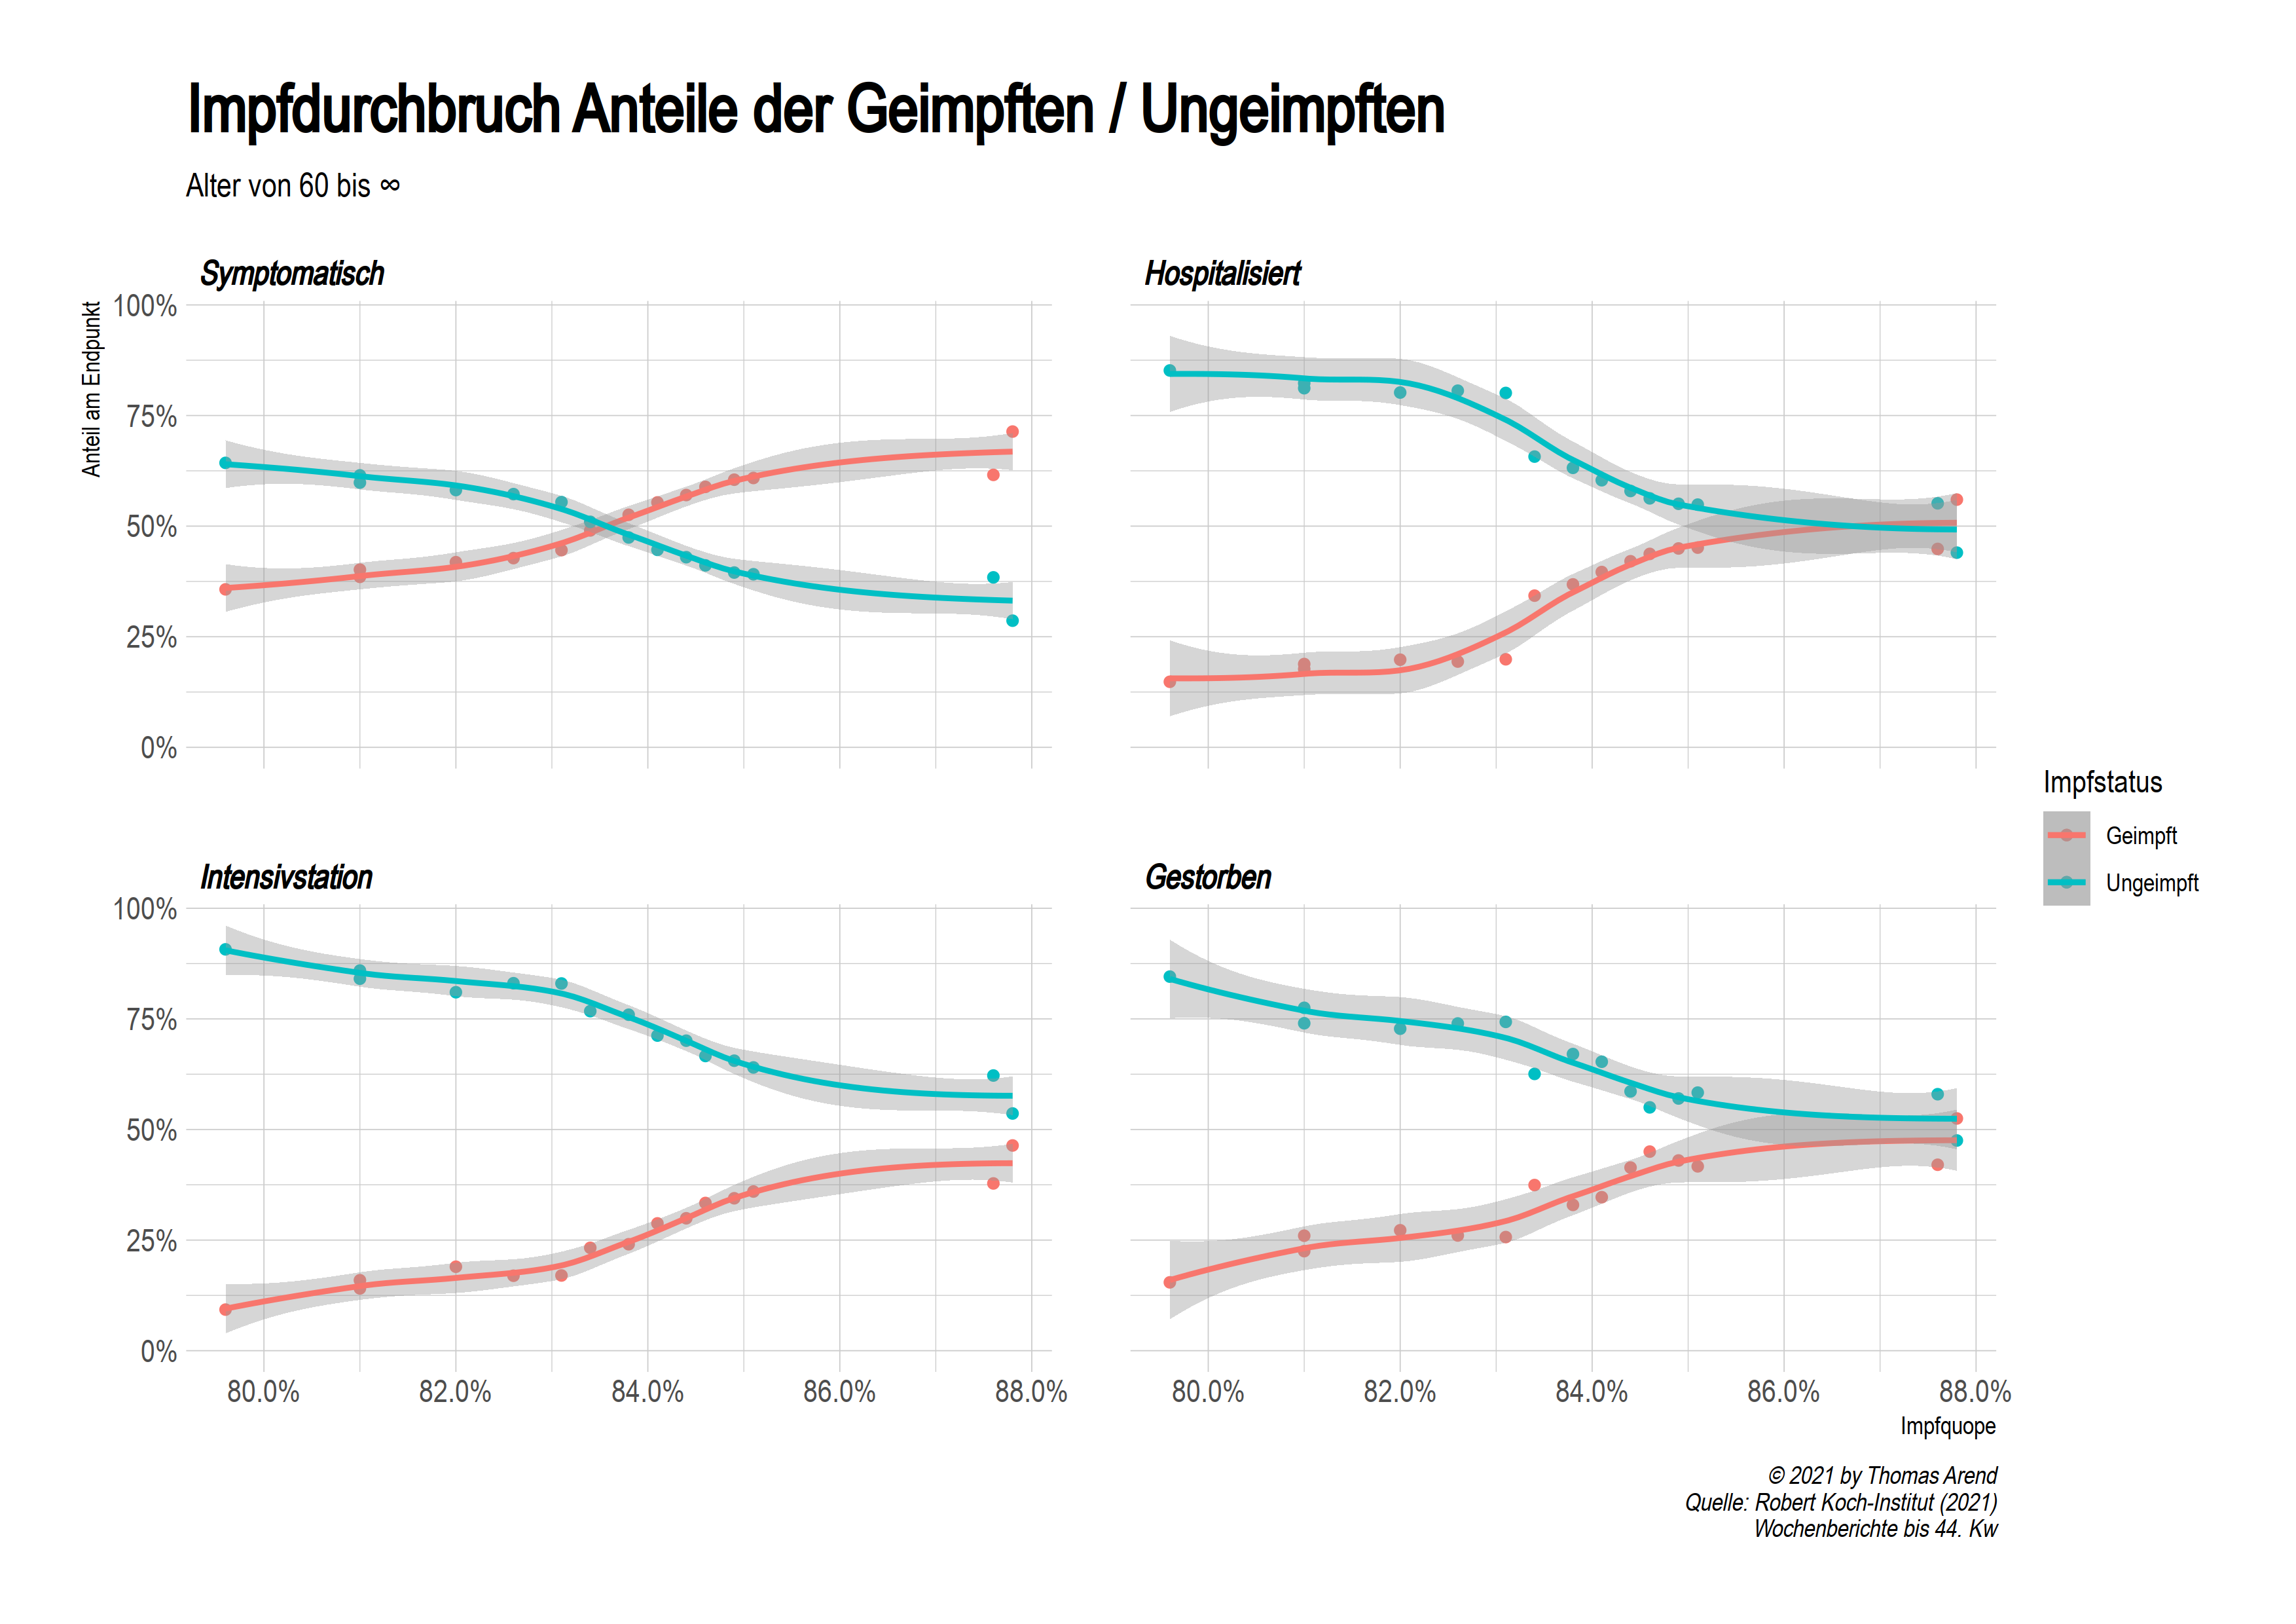 Impfdurchbruch Anteile der Geimpften / Ungeimpften
Alter von 60 bis ∞
Symptomatisch
Hospitalisiert
Anteil am Endpunkt
100%
75%
50%
25%
0%
Intensivstation
Gestorben
100%
75%
50%
25%
0%
80.0% 82.0% 84.0% 86.0% 88.0%
80.0% 82.0% 84.0% 86.0% 88.0%
Impfquope
Impfstatus
Geimpft
Ungeimpft
© 2021 by Thomas Arend
Quelle: Robert Koch-Institut (2021)
Wochenberichte bis 44. Kw